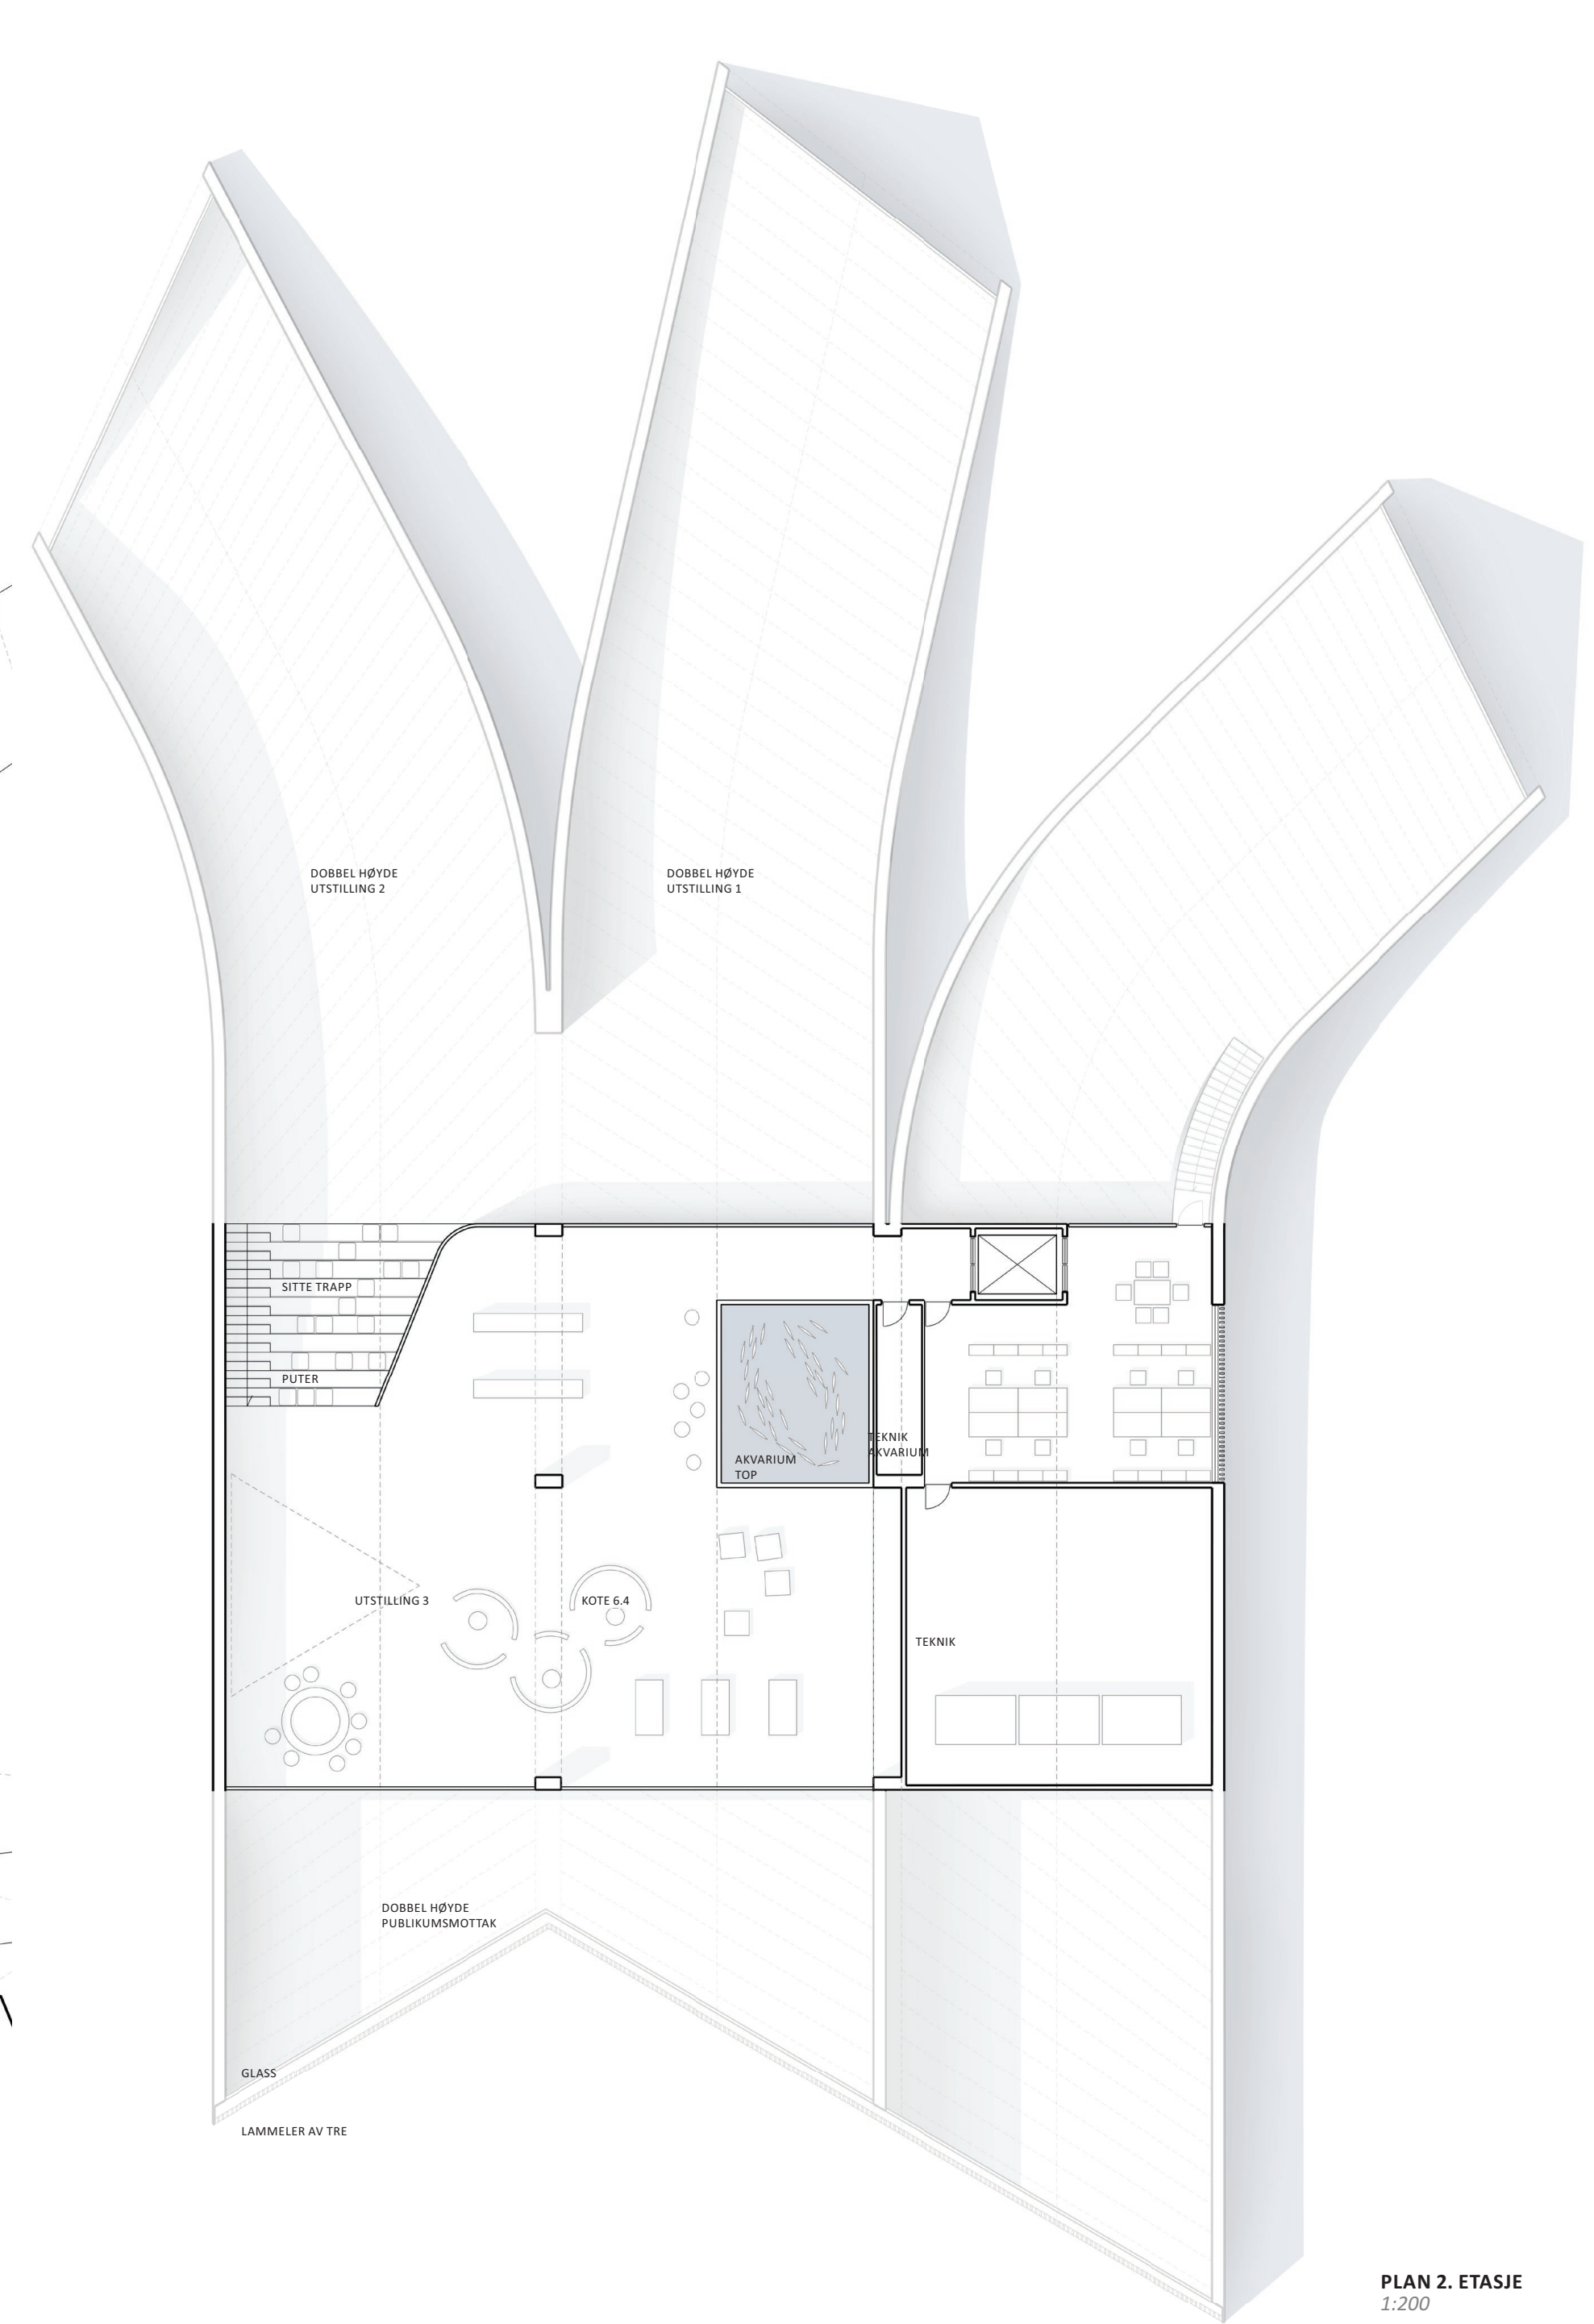 DOBBEL HØYDE
UTSTILLING 2
DOBBEL HØYDE
UTSTILLING 1
SITTE TRAPP
PUTER
AKVARIUM
TOP
TEKNIK
AKVARIUM
UTSTILLING 3
KOTE 6.4
TEKNIK
DOBBEL HØYDE
PUBLIKUMSMOTTAK
GLASS
LAMMELER AV TRE
PLAN 2. ETASJE
1:200